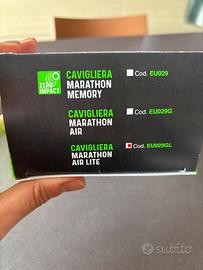 ZERO
IMPACT
CAVIGLIERA
MARATHON
MEMORY
Cod. EU029
CAVIGLIERA
MARATHON
AIR
Cod. EU029G
CAVIGLIERA
MARATHON
AIR LITE
Cod. EU029GL
subito